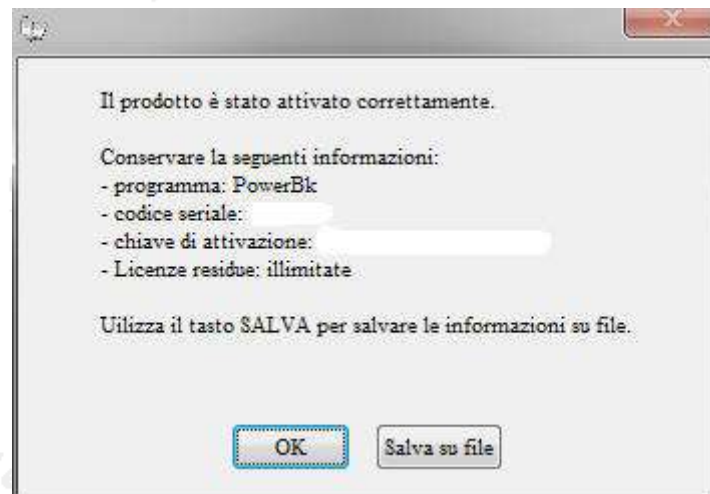 Il prodotto è stato attivato correttamente.
Conservare la seguenti informazioni:
- programma: PowerBk
- codice seriale:
- chiave di attivazione:
- Licenze residue: illimitate
Uilizza il tasto SALVA per salvare le informazioni su file.
OK
Salva su file